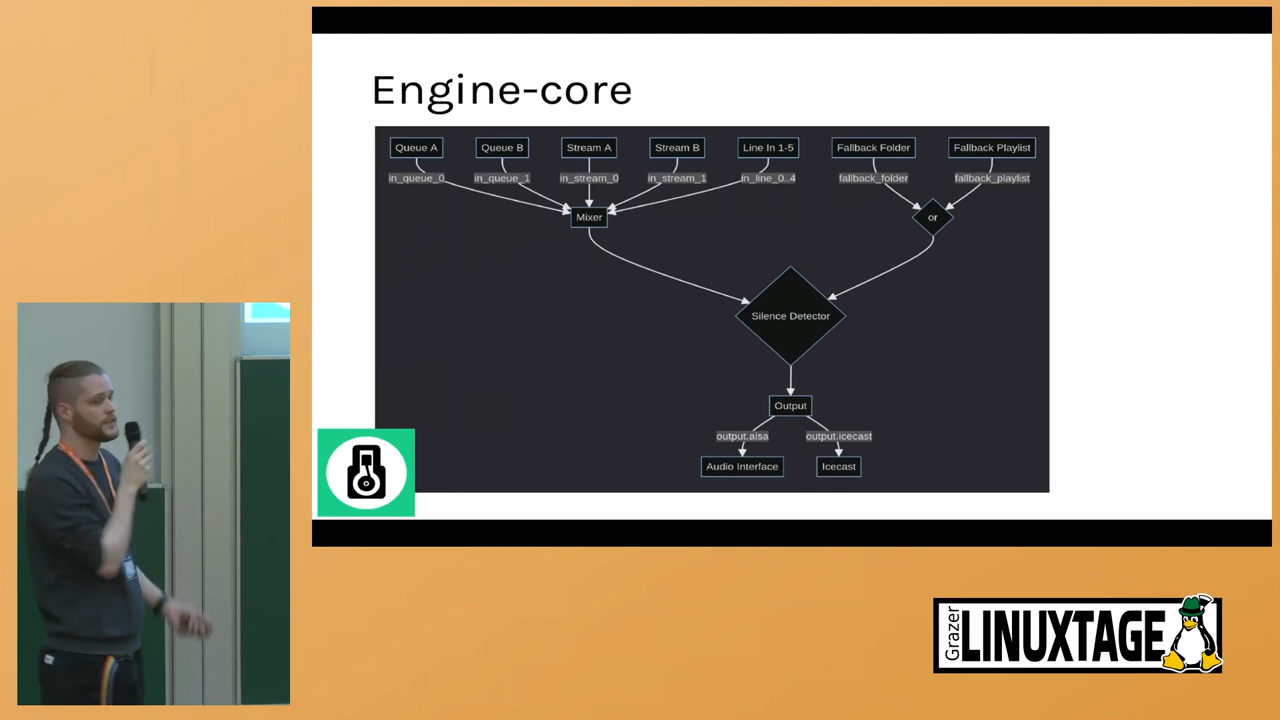 Engine-core
Queue A
Queue B
Stream A
Stream B
Line In 1-5
Fallback Folder
Fallback Playlist
in_queue_0
in_queue_1
in_stream_0
in_stream_1
in_line_0..4
fallback_folder
fallback_playlist
Mixer
or
Silence Detector
Output
output.alsa
output.icecast
Audio Interface
Icecast
Grazer
LINUXTAGE